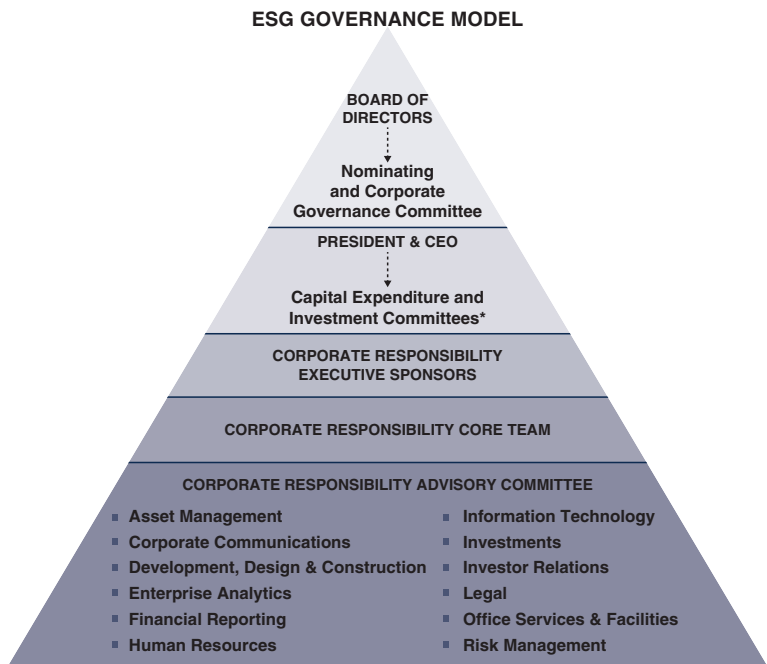 ESG GOVERNANCE MODEL
BOARD OF
DIRECTORS
Nominating
and Corporate
Governance Committee
PRESIDENT & CEO
Capital Expenditure and
Investment Committees*
CORPORATE RESPONSIBILITY
EXECUTIVE SPONSORS
CORPORATE RESPONSIBILITY CORE TEAM
CORPORATE RESPONSIBILITY ADVISORY COMMITTEE
Asset Management
Corporate Communications
Development, Design & Construction
Enterprise Analytics
Financial Reporting
Human Resources
Information Technology
Investments
Investor Relations
Legal
Office Services & Facilities
Risk Management